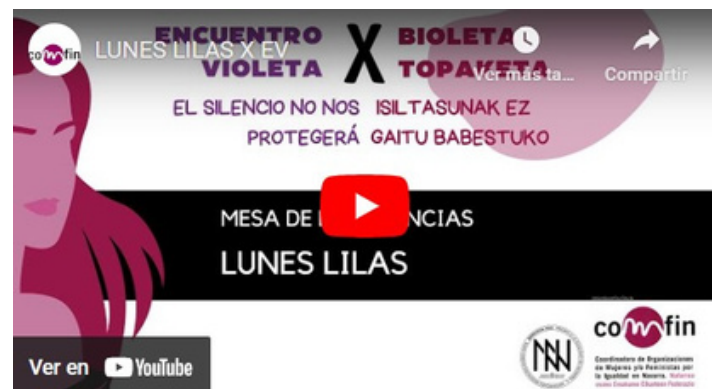 comfin
LUNES LILAS X EV
ENCUENTRO X BIOLETA
VIOLETA TOPAKETA
Ver más ta...
Compartir
EL SILENCIO NO NOS ISILTASUNAK EZ
PROTEGERÁ GAITU BABESTUKO
MESA DE NCIAS
LUNES LILAS
comfin
Coordinadora de Organizaciones
de Mujeres y/o Feministas por
la Igualdad en Navarra.
Ver en YouTube